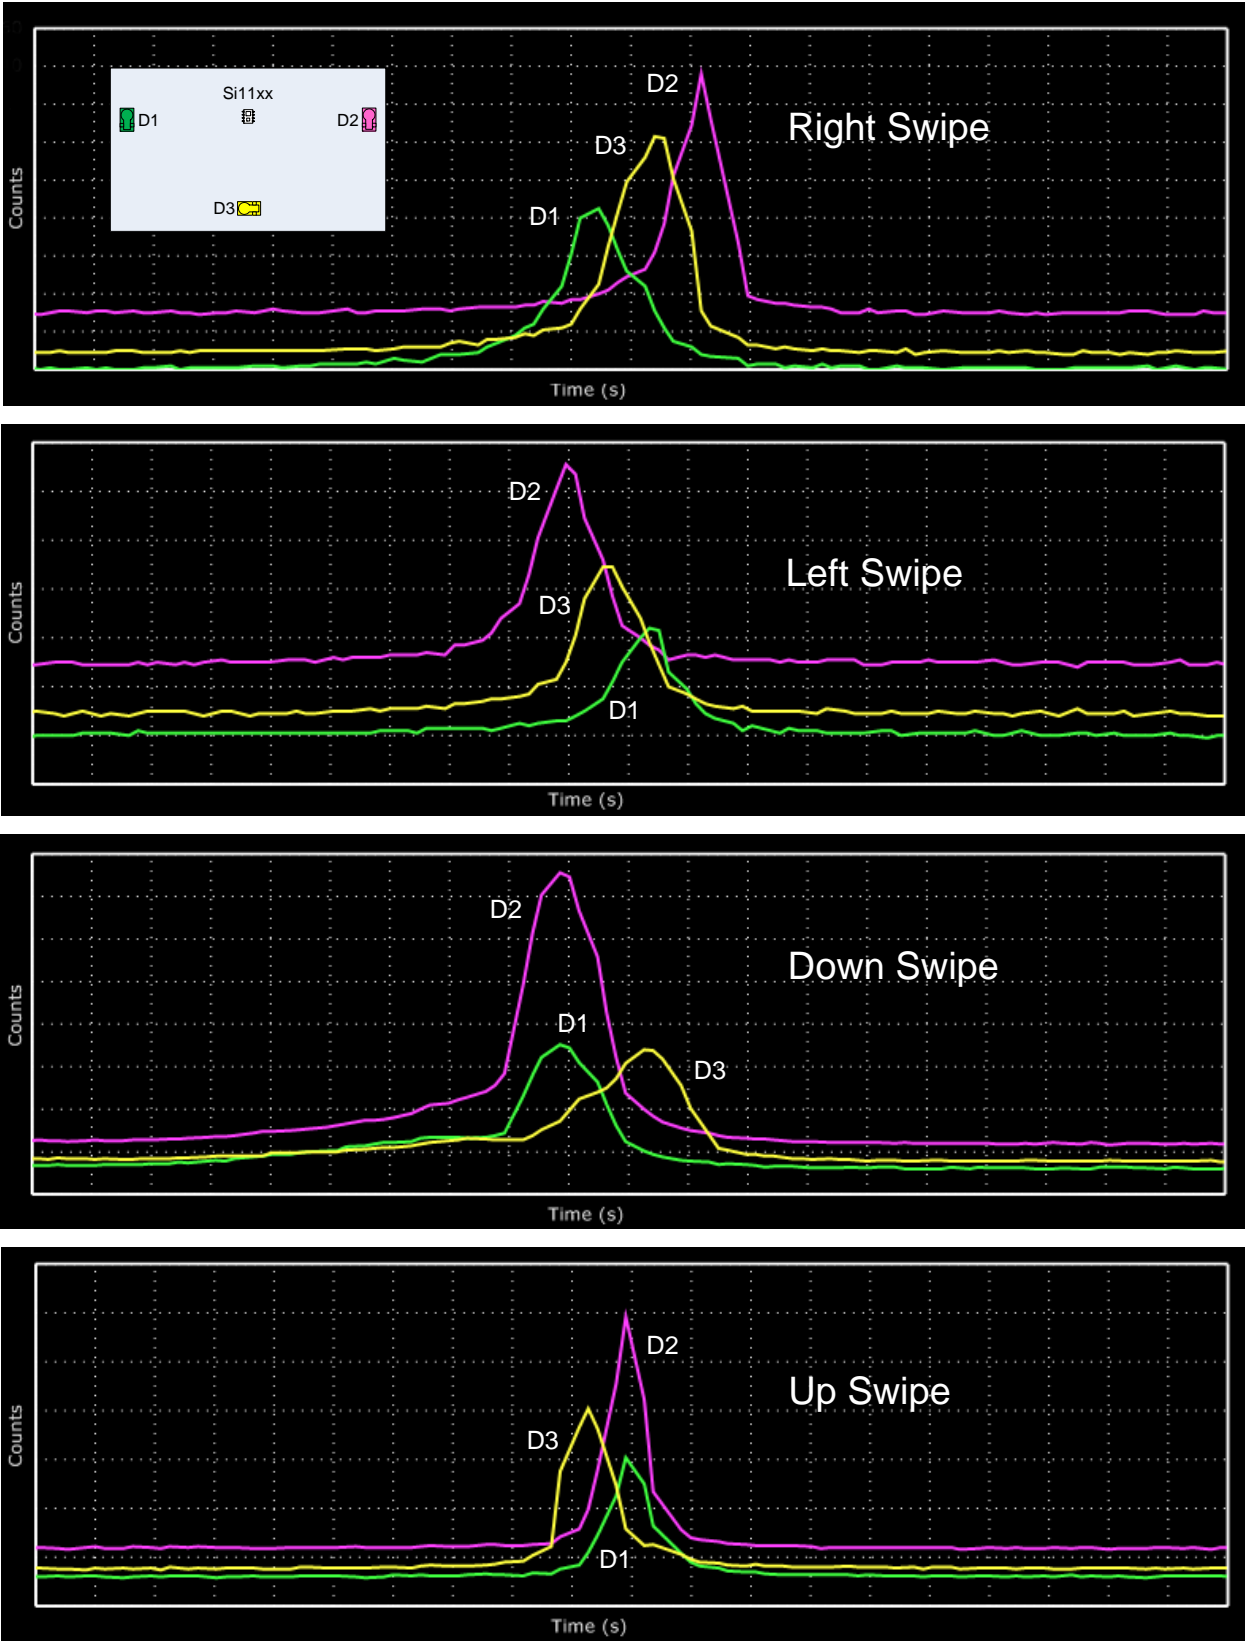 Si11xx
D1
D2
D3
D2
D3
D1
Right Swipe
Counts
Time (s)
D2
D3
D1
Left Swipe
Counts
Time (s)
D2
D1
D3
Down Swipe
Counts
Time (s)
D2
D3
D1
Up Swipe
Counts
Time (s)